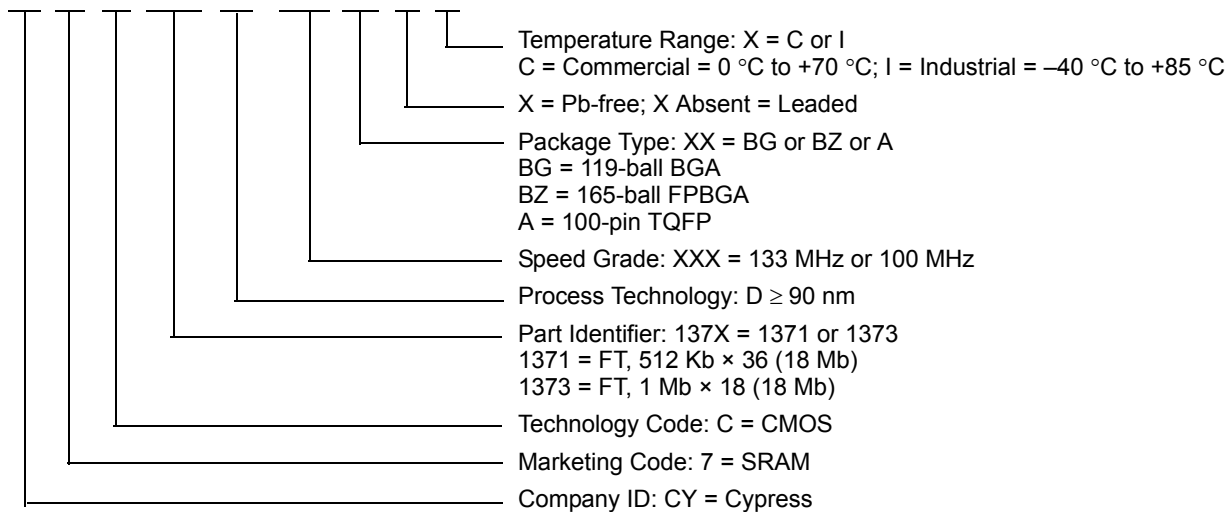 Temperature Range: X = C or I
C = Commercial = 0 °C to +70 °C; I = Industrial = –40 °C to +85 °C
X = Pb-free; X Absent = Leaded
Package Type: XX = BG or BZ or A
BG = 119-ball BGA
BZ = 165-ball FPBGA
A = 100-pin TQFP
Speed Grade: XXX = 133 MHz or 100 MHz
Process Technology: D ≥ 90 nm
Part Identifier: 137X = 1371 or 1373
1371 = FT, 512 Kb × 36 (18 Mb)
1373 = FT, 1 Mb × 18 (18 Mb)
Technology Code: C = CMOS
Marketing Code: 7 = SRAM
Company ID: CY = Cypress